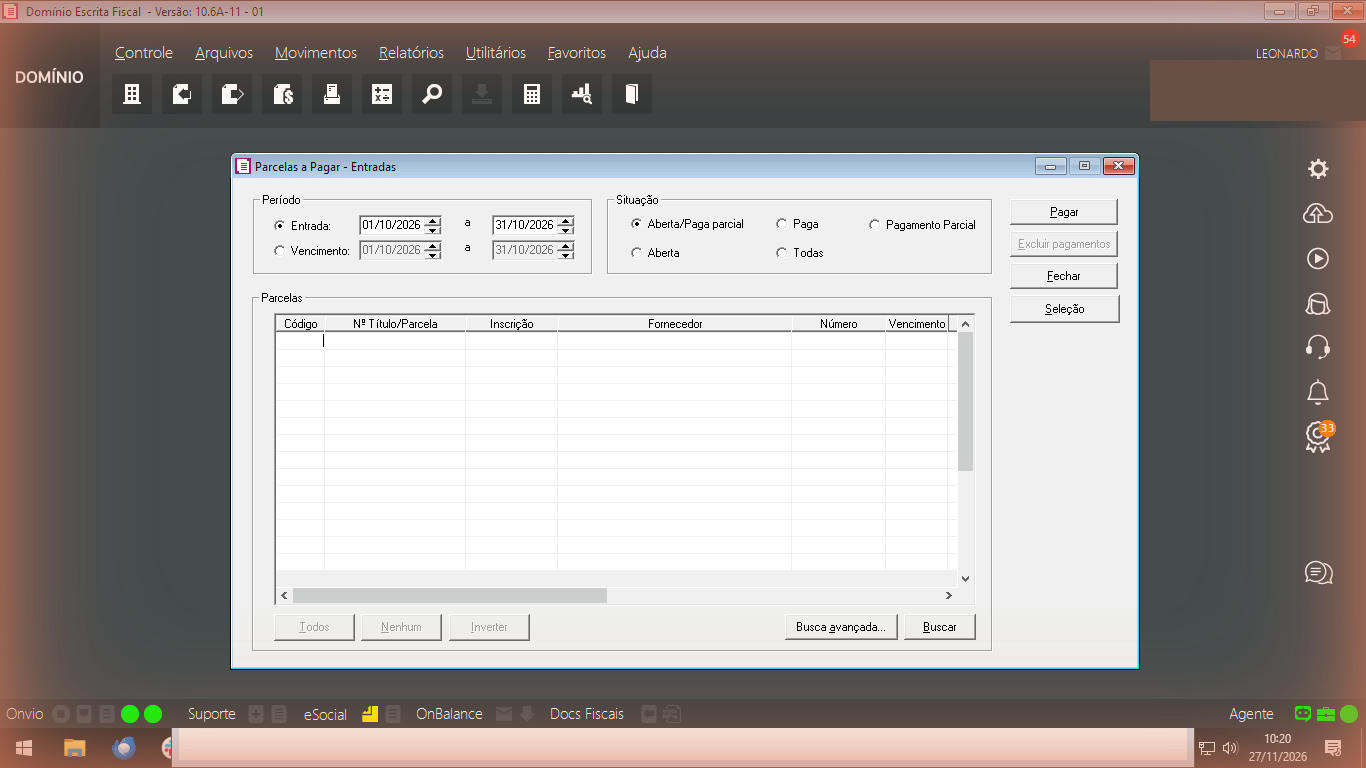 Domínio Escrita Fiscal - Versão: 10.6A-11 - 01
DOMÍNIO
Controle Arquivos Movimentos Relatórios Utilitários Favoritos Ajuda
LEONARDO
54
Parcelas a Pagar - Entradas
Período
Entrada: 01/10/2026 a 31/10/2026
Vencimento: 01/10/2026 a 31/10/2026
Situação
Aberta/Paga parcial Paga Pagamento Parcial
Aberta Todas
Pagar
Excluir pagamentos
Fechar
Seleção
Parcelas
Código Nº Título/Parcela Inscrição Fornecedor Número Vencimento
Todos Nenhum Inverter Busca avançada... Buscar
33
Onvio Suporte eSocial OnBalance Docs Fiscais Agente
10:20
27/11/2026